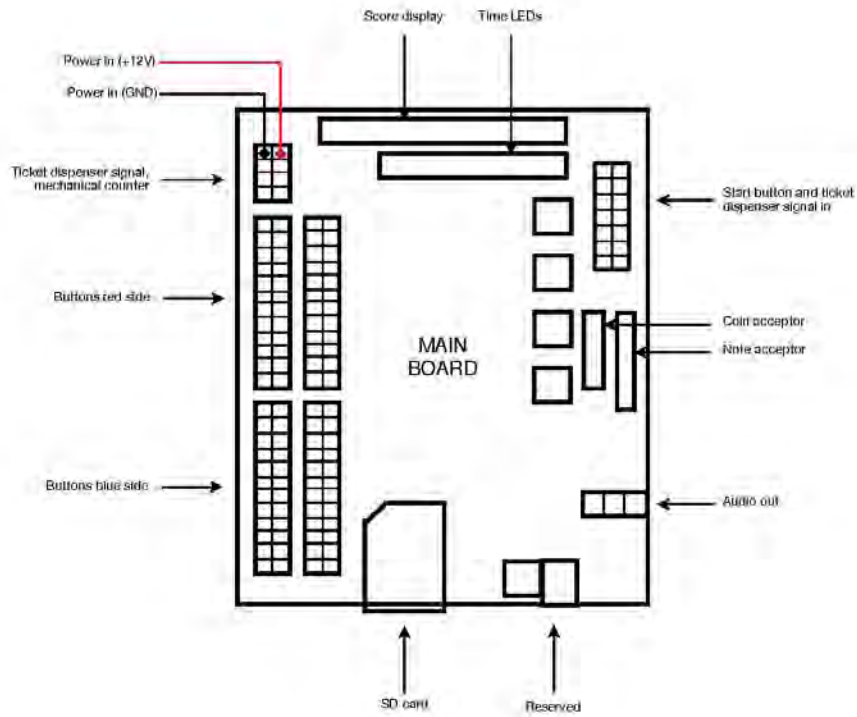 Score display
Time LEDs
Power in (+12V)
Power in (GND)
Ticket dispenser signal,
mechanical counter
Start button and ticket
dispenser signal in
Buttons red side
Coin acceptor
MAIN
BOARD
Note acceptor
Buttons blue side
Audio out
SD card
Reserved